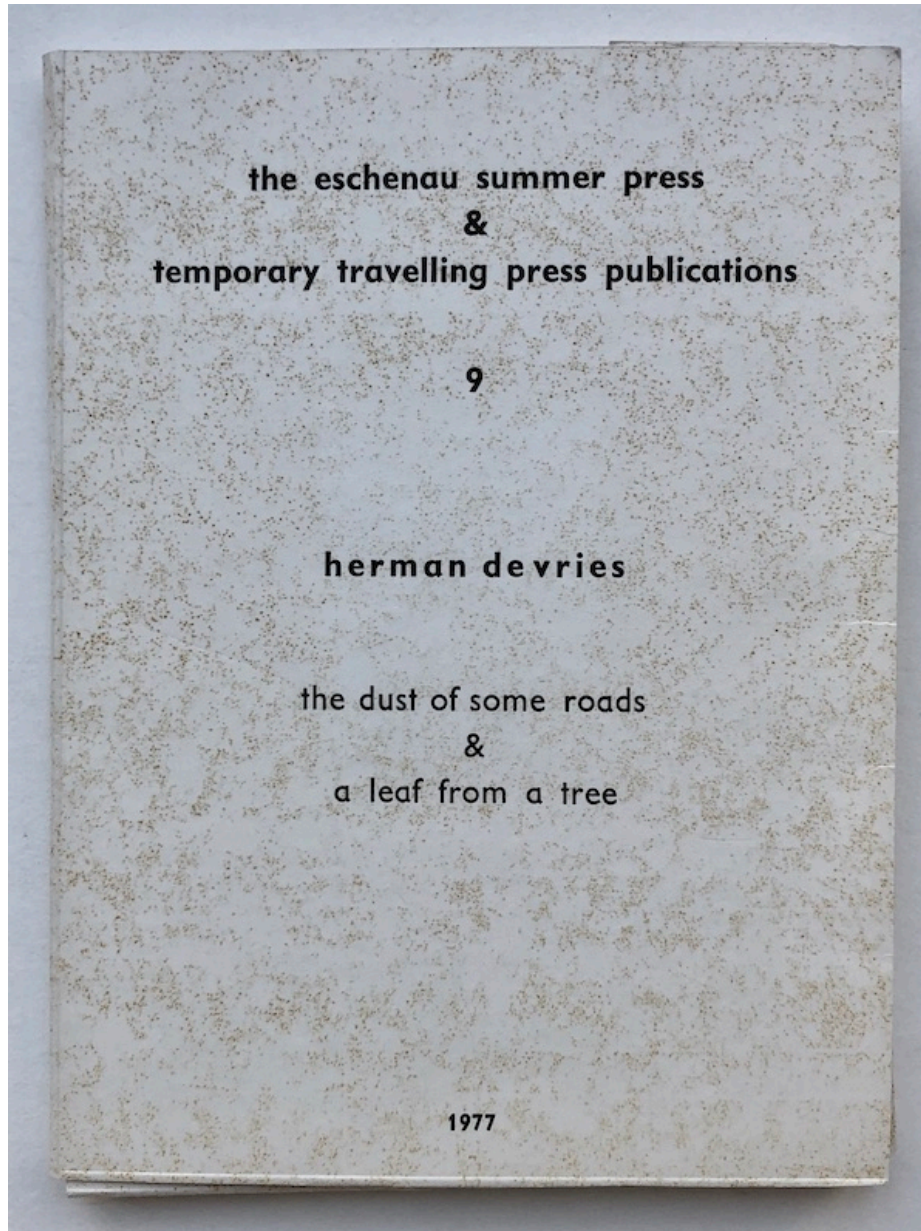 the eschenau summer press
&
temporary travelling press publications
9
herman de vries
the dust of some roads
&
a leaf from a tree
1977